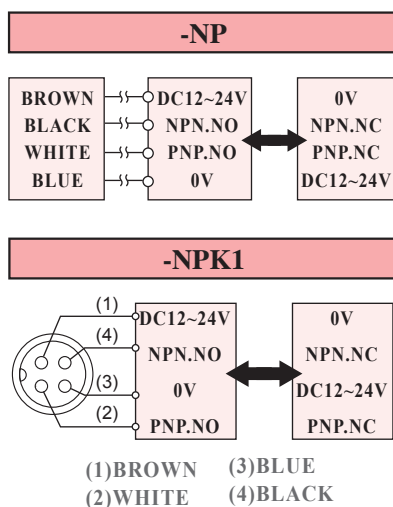 -NP
BROWN DC12~24V 0V
BLACK NPN.NO NPN.NC
WHITE PNP.NO PNP.NC
BLUE 0V DC12~24V
-NPK1
(1) DC12~24V 0V
(4) NPN.NO NPN.NC
(3) 0V DC12~24V
(2) PNP.NO PNP.NC
(1)BROWN (3)BLUE
(2)WHITE (4)BLACK